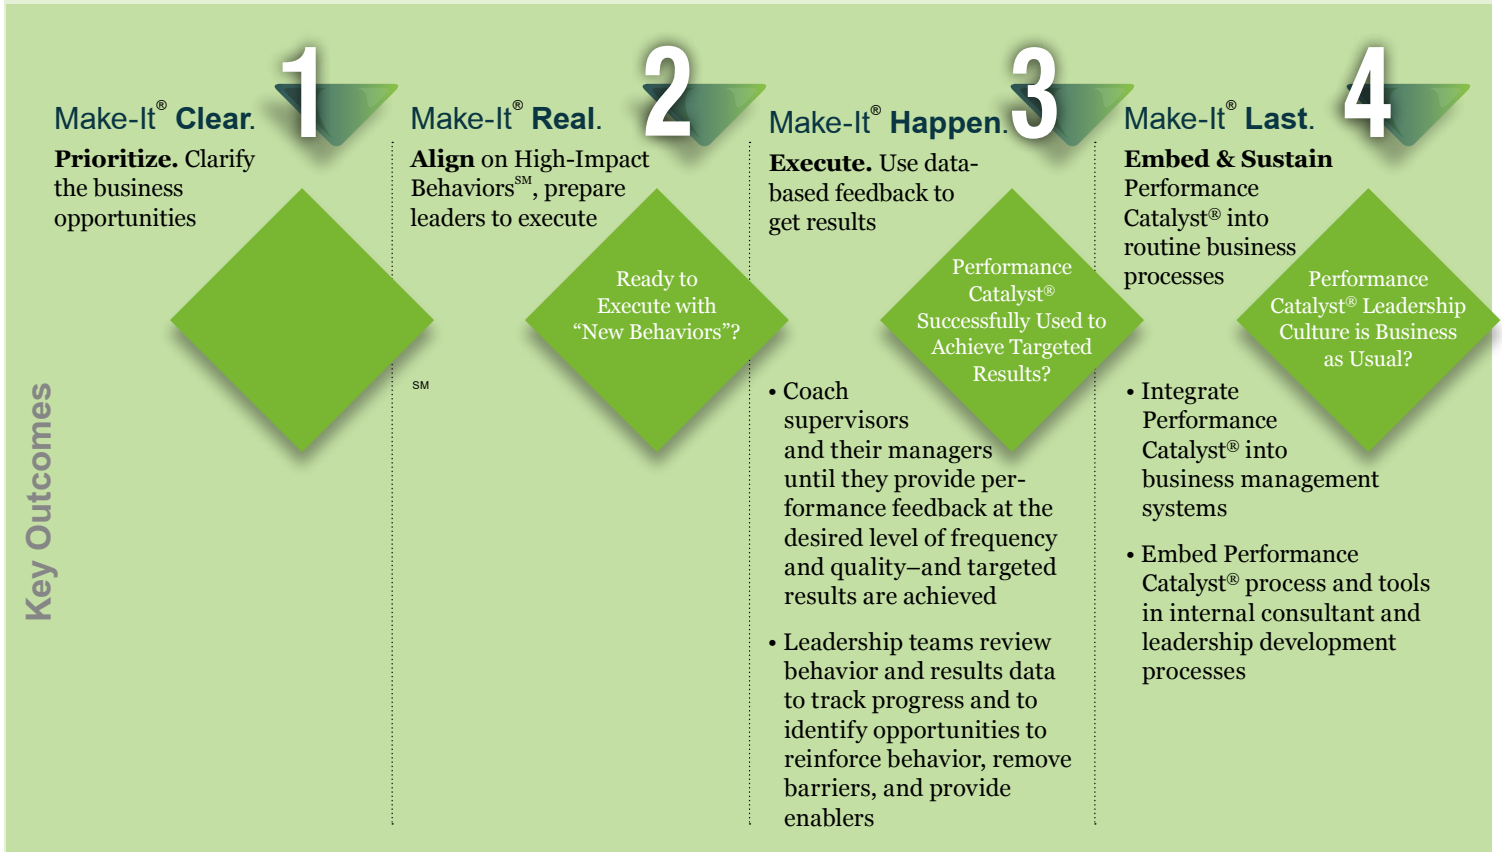 1
Make-It® Clear.
Prioritize. Clarify
the business
opportunities
2
Make-It® Real.
Align on High-Impact
Behaviors℠, prepare
leaders to execute
Ready to
Execute with
“New Behaviors”?
SM
3
Make-It® Happen.
Execute. Use data-
based feedback to
get results
Performance
Catalyst®
Successfully Used to
Achieve Targeted
Results?
• Coach
supervisors
and their managers
until they provide per-
formance feedback at the
desired level of frequency
and quality–and targeted
results are achieved
• Leadership teams review
behavior and results data
to track progress and to
identify opportunities to
reinforce behavior, remove
barriers, and provide
enablers
4
Make-It® Last.
Embed & Sustain
Performance
Catalyst® into
routine business
processes
Performance
Catalyst® Leadership
Culture is Business
as Usual?
• Integrate
Performance
Catalyst® into
business management
systems
• Embed Performance
Catalyst® process and tools
in internal consultant and
leadership development
processes
Key Outcomes